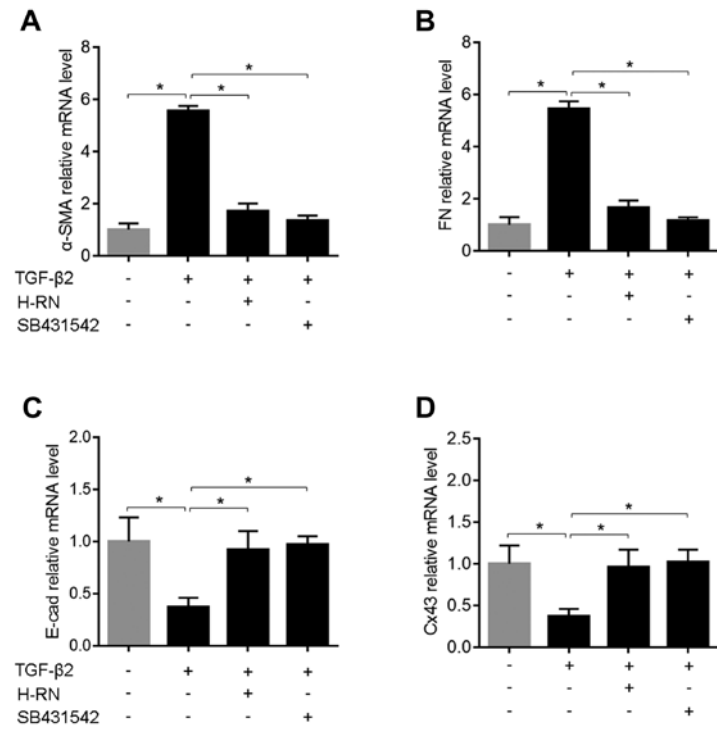 A
α-SMA relative mRNA level
8
6
4
2
0
* * *
TGF-β2 - + + +
H-RN - - + -
SB431542 - - - +
B
FN relative mRNA level
8
6
4
2
0
* * *
- + + +
- - + -
- - - +
C
E-cad relative mRNA level
2.0
1.5
1.0
0.5
0.0
* * *
TGF-β2 - + + +
H-RN - - + -
SB431542 - - - +
D
Cx43 relative mRNA level
2.5
2.0
1.5
1.0
0.5
0.0
* * *
- + + +
- - + -
- - - +